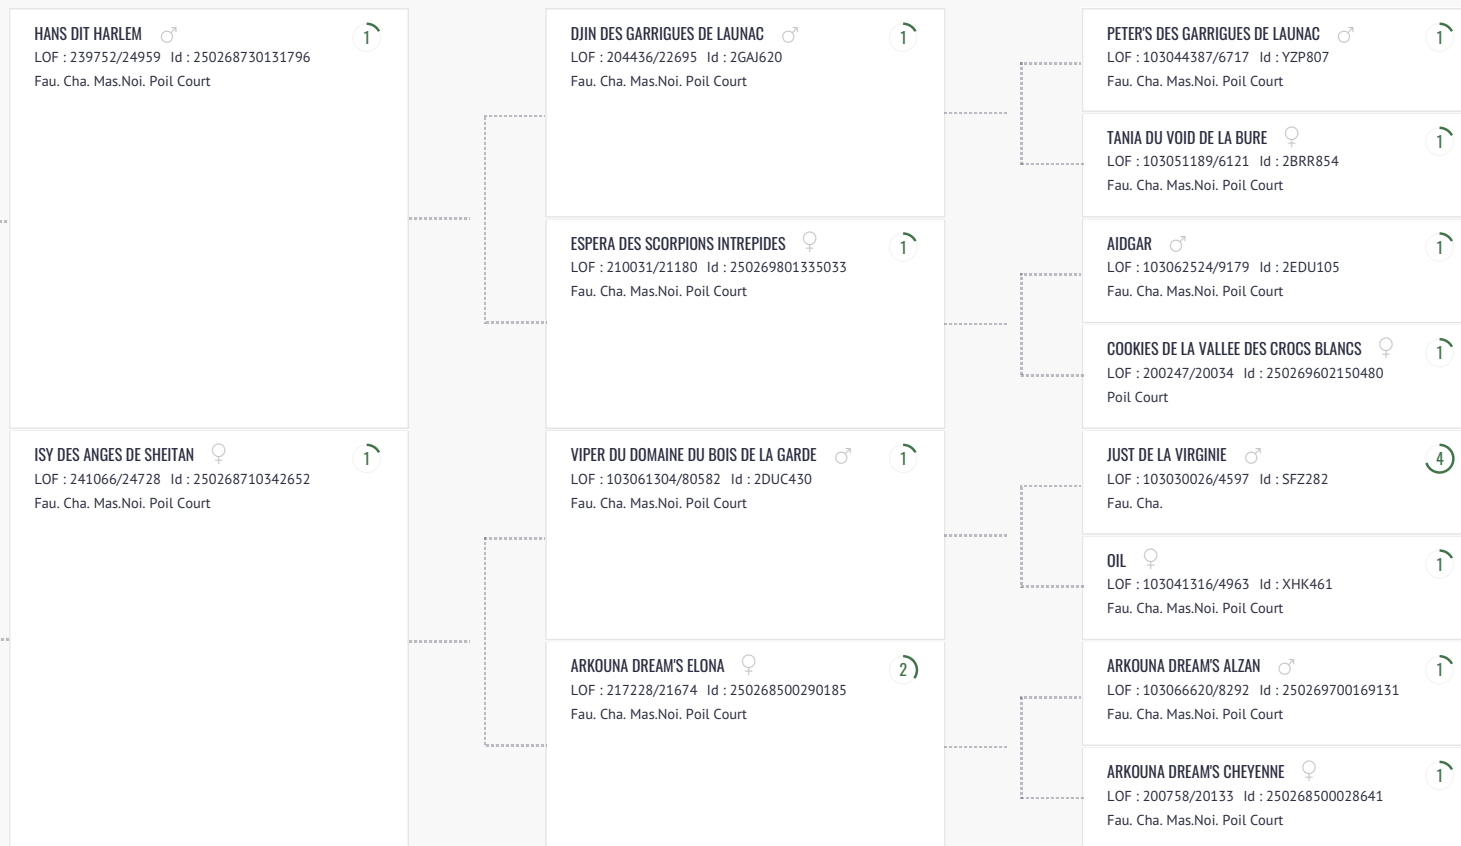 HANS DIT HARLEM
1
LOF : 239752/24959 Id : 250268730131796
Fau. Cha. Mas.Noi. Poil Court
ISY DES ANGES DE SHEITAN
1
LOF : 241066/24728 Id : 250268710342652
Fau. Cha. Mas.Noi. Poil Court
DJIN DES GARRIGUES DE LAUNAC
1
LOF : 204436/22695 Id : 2GAJ620
Fau. Cha. Mas.Noi. Poil Court
ESPERA DES SCORPIONS INTREPIDES
1
LOF : 210031/21180 Id : 250269801335033
Fau. Cha. Mas.Noi. Poil Court
VIPER DU DOMAINE DU BOIS DE LA GARDE
1
LOF : 103061304/80582 Id : 2DUC430
Fau. Cha. Mas.Noi. Poil Court
ARKOUNA DREAM'S ELONA
2
LOF : 217228/21674 Id : 250268500290185
Fau. Cha. Mas.Noi. Poil Court
PETER'S DES GARRIGUES DE LAUNAC
1
LOF : 103044387/6717 Id : YZP807
Fau. Cha. Mas.Noi. Poil Court
TANIA DU VOID DE LA BURE
1
LOF : 103051189/6121 Id : 2BRR854
Fau. Cha. Mas.Noi. Poil Court
AIDGAR
1
LOF : 103062524/9179 Id : 2EDU105
Fau. Cha. Mas.Noi. Poil Court
COOKIES DE LA VALLEE DES CROCS BLANCS
1
LOF : 200247/20034 Id : 250269602150480
Poil Court
JUST DE LA VIRGINIE
4
LOF : 103030026/4597 Id : SFZ282
Fau. Cha.
OIL
1
LOF : 103041316/4963 Id : XHK461
Fau. Cha. Mas.Noi. Poil Court
ARKOUNA DREAM'S ALZAN
1
LOF : 103066620/8292 Id : 250269700169131
Fau. Cha. Mas.Noi. Poil Court
ARKOUNA DREAM'S CHEYENNE
1
LOF : 200758/20133 Id : 250268500028641
Fau. Cha. Mas.Noi. Poil Court